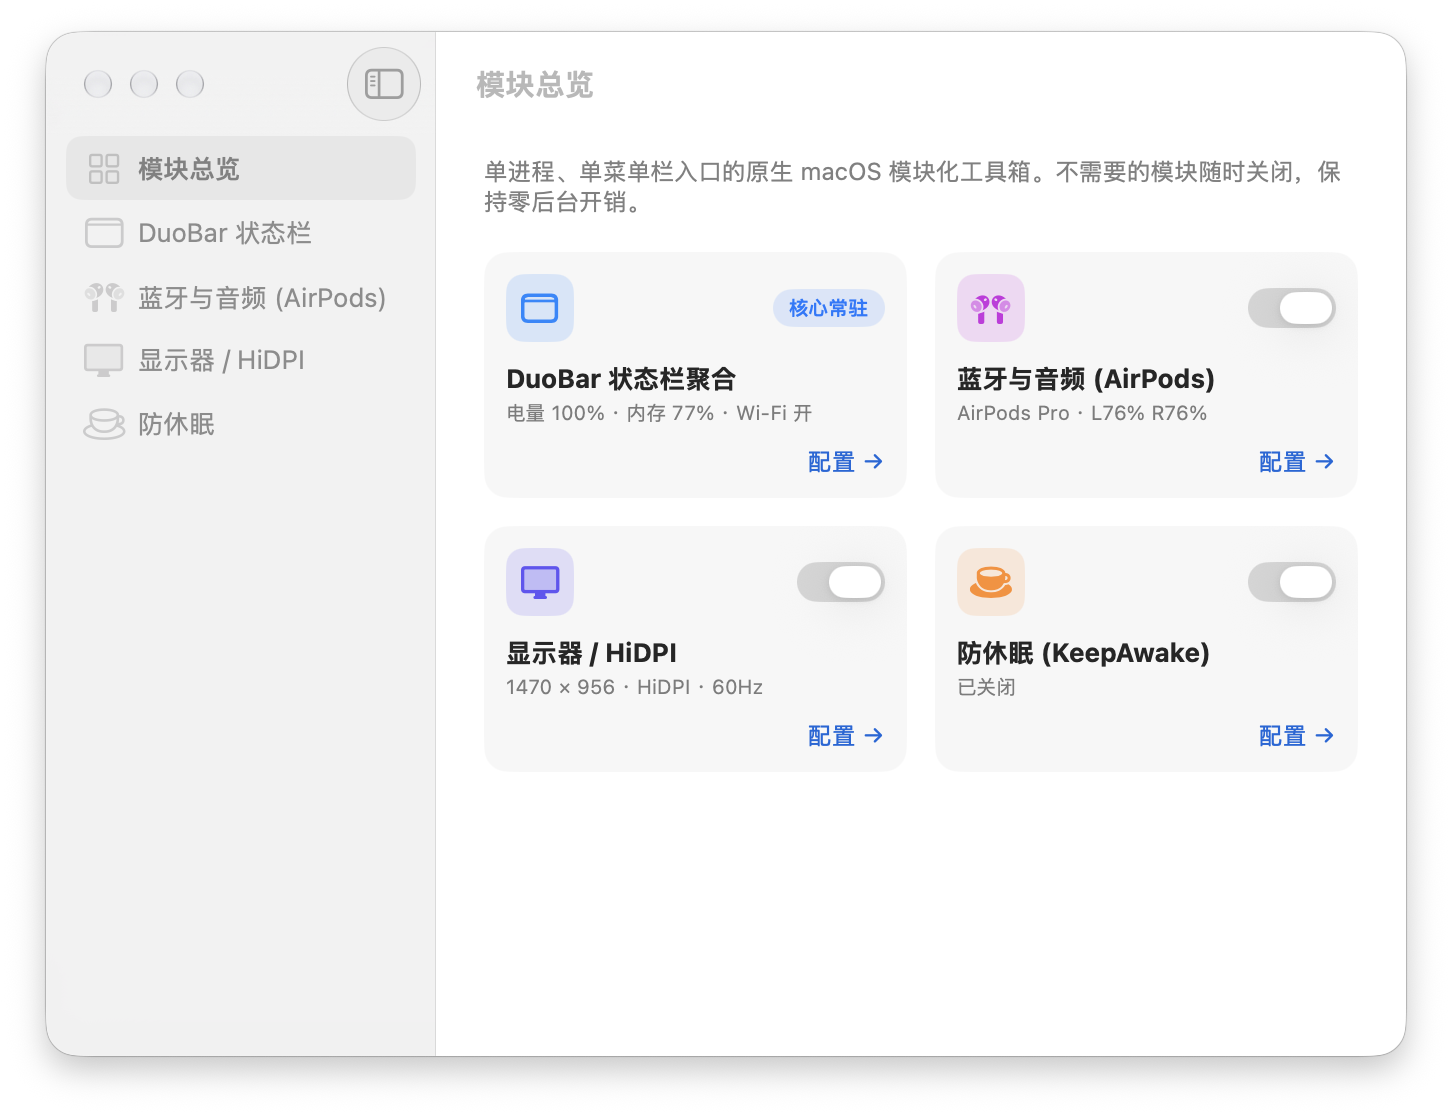 模块总览
模块总览
DuoBar 状态栏
蓝牙与音频 (AirPods)
显示器 / HiDPI
防休眠
单进程、单菜单栏入口的原生 macOS 模块化工具箱。不需要的模块随时关闭，保
持零后台开销。
核心常驻
DuoBar 状态栏聚合
电量 100% · 内存 77% · Wi-Fi 开
配置 →
蓝牙与音频 (AirPods)
AirPods Pro · L76% R76%
配置 →
显示器 / HiDPI
1470 × 956 · HiDPI · 60Hz
配置 →
防休眠 (KeepAwake)
已关闭
配置 →